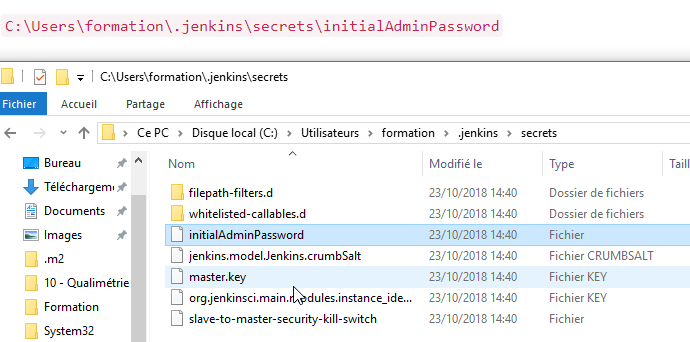 C:\Users\formation\.jenkins\secrets\initialAdminPassword
C:\Users\formation\.jenkins\secrets
Fichier Accueil Partage Affichage
Ce PC > Disque local (C:) > Utilisateurs > formation > .jenkins > secrets
Bureau
Téléchargeme
Documents
Images
.m2
10 - Qualimétrie
Formation
System32
Nom Modifié le Type Taill
filepath-filters.d 23/10/2018 14:40 Dossier de fichiers
whitelisted-callables.d 23/10/2018 14:40 Dossier de fichiers
initialAdminPassword 23/10/2018 14:40 Fichier
jenkins.model.Jenkins.crumbSalt 23/10/2018 14:40 Fichier CRUMBSALT
master.key 23/10/2018 14:40 Fichier KEY
org.jenkinsci.main.modules.instance_ide... 23/10/2018 14:40 Fichier KEY
slave-to-master-security-kill-switch 23/10/2018 14:40 Fichier